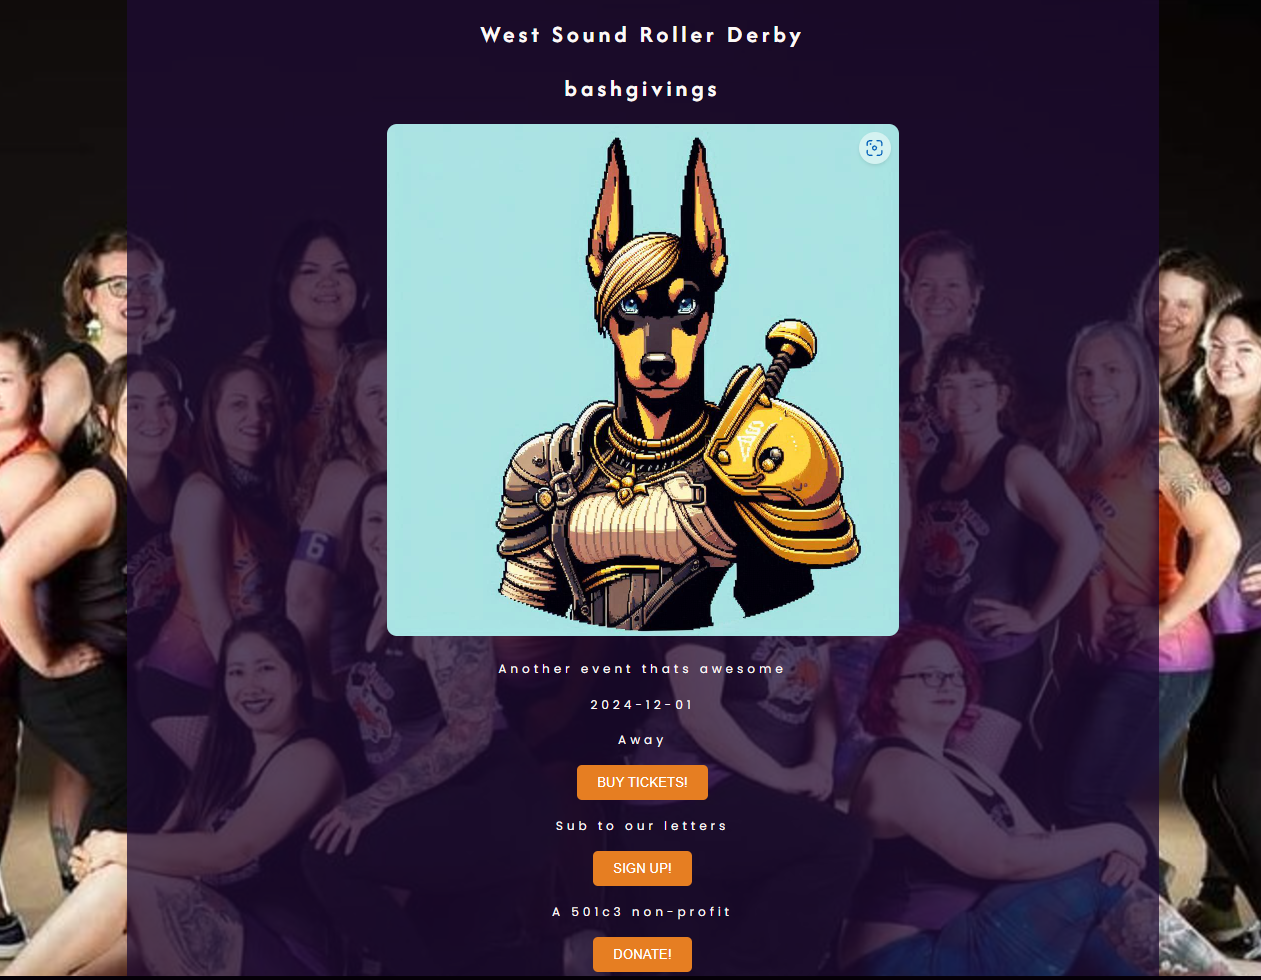 West Sound Roller Derby
bashgivings
Another event thats awesome
2024-12-01
Away
BUY TICKETS!
Sub to our letters
6
SIGN UP!
A 501c3 non-profit
DONATE!